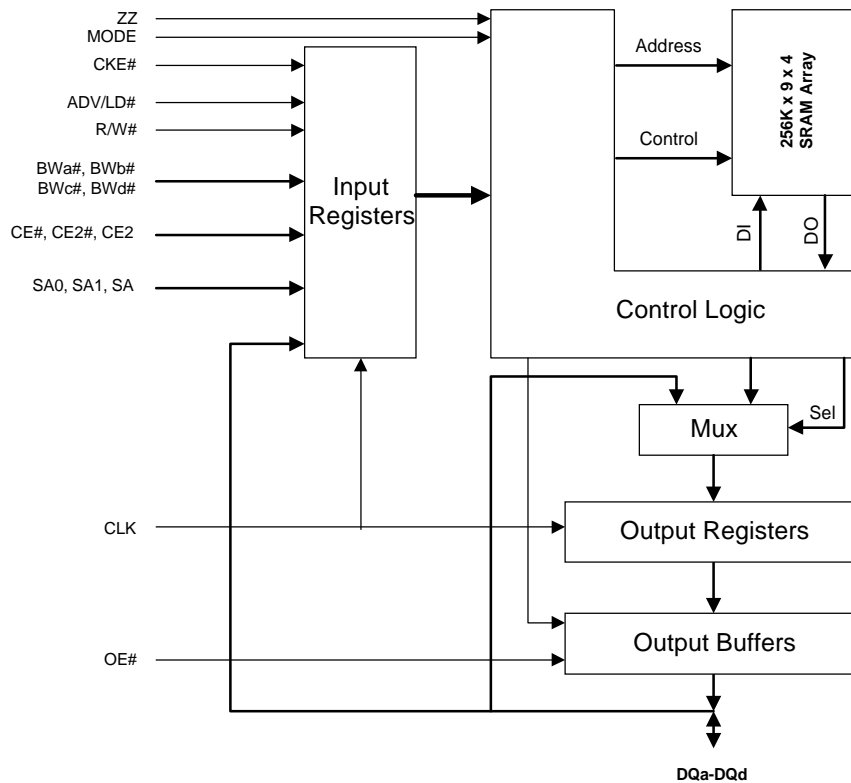 ZZ
MODE
CKE#
ADV/LD#
R/W#
BWa#, BWb#
BWc#, BWd#
CE#, CE2#, CE2
SA0, SA1, SA
Input
Registers
Address
Control
256K x 9 x 4
SRAM Array
DI
DO
Control Logic
Sel
Mux
CLK
Output Registers
Output Buffers
OE#
DQa-DQd